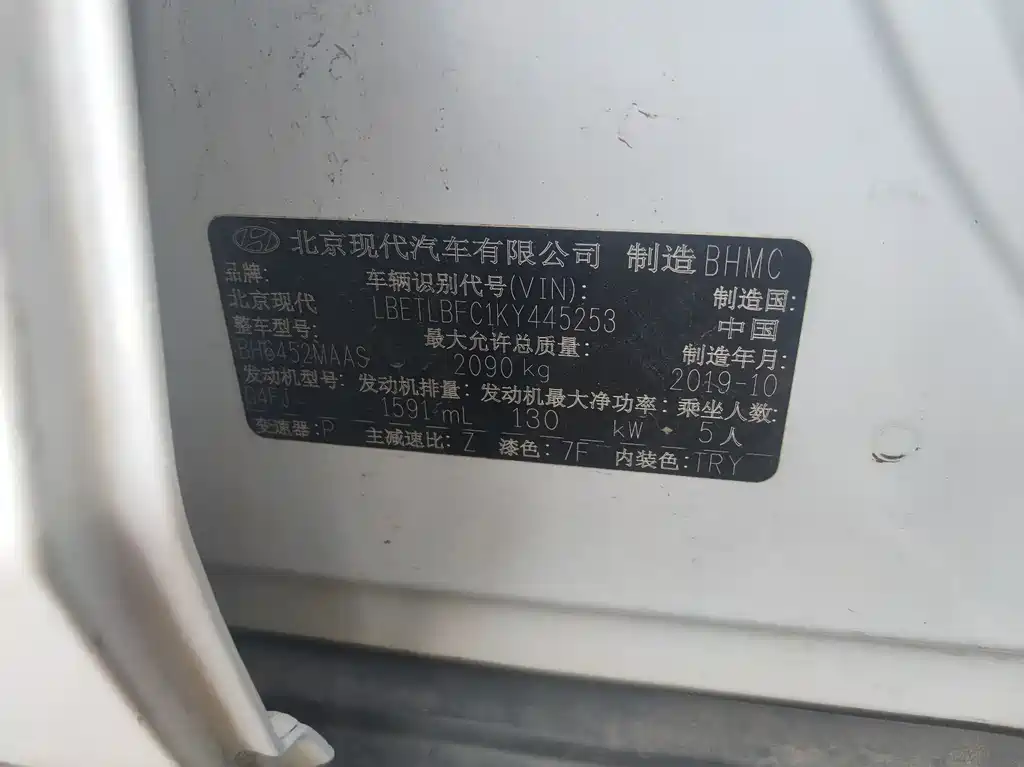 北京现代汽车有限公司 制造 BHMC
品牌: 车辆识别代号(VIN): 制造国:
北京现代 LBETLBFC1KY445253 中国
整车型号: 最大允许总质量: 制造年月:
BH6452MAAS 2090 kg 2019-10
发动机型号: 发动机排量: 发动机最大净功率: 乘坐人数:
G4FJ 1591 mL 130 kW 5人
变速器:P 主减速比: Z 漆色: 7F 内装色:TRY